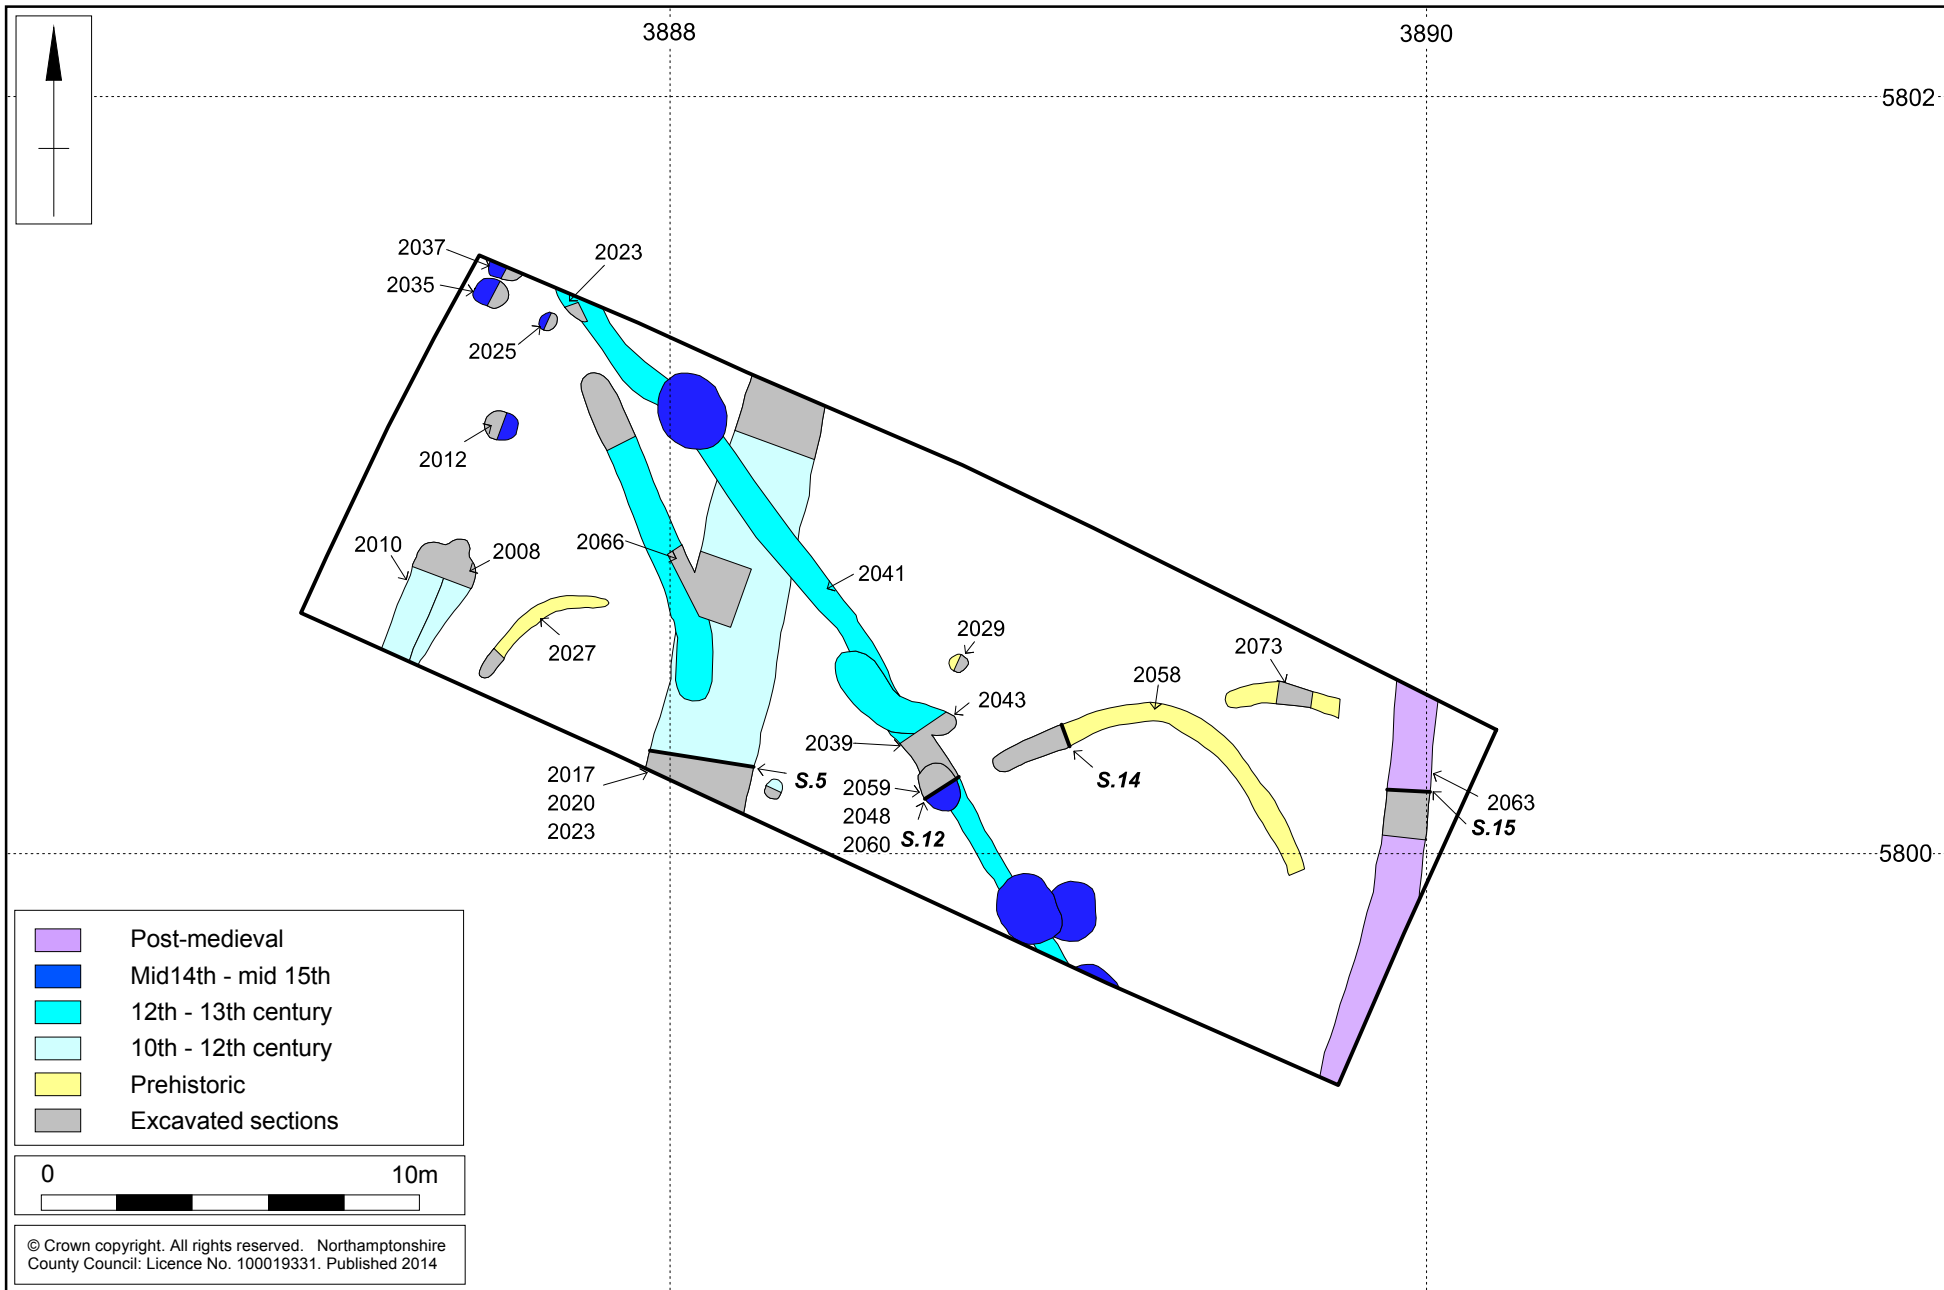 3888
3890
5802
2037
2023
2035
2025
2012
2010
2008
2066
2041
2027
2029
2073
2058
2043
2039
S.14
2017
2020
2023
S.5
2059
2048
2060
S.12
2063
S.15
5800
Post-medieval
Mid14th - mid 15th
12th - 13th century
10th - 12th century
Prehistoric
Excavated sections
0 10m
© Crown copyright. All rights reserved. Northamptonshire
County Council: Licence No. 100019331. Published 2014